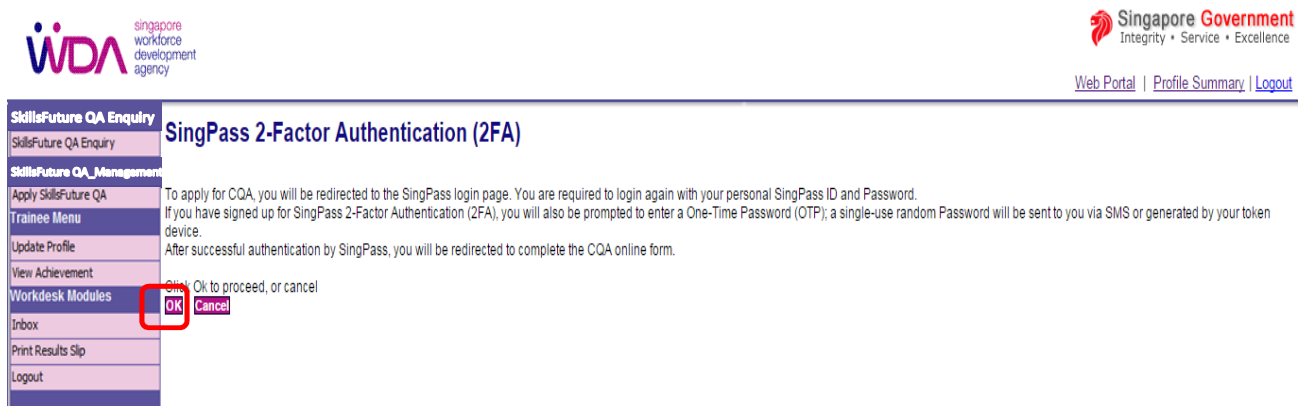 WDA
singapore
workforce
development
agency
Singapore Government
Integrity • Service • Excellence
Web Portal | Profile Summary | Logout
SkillsFuture QA Enquiry
SkillsFuture QA Enquiry
SkillsFuture QA_Management
Apply SkillsFuture QA
Trainee Menu
Update Profile
View Achievement
Workdesk Modules
Inbox
Print Results Slip
Logout
SingPass 2-Factor Authentication (2FA)
To apply for CQA, you will be redirected to the SingPass login page. You are required to login again with your personal SingPass ID and Password.
If you have signed up for SingPass 2-Factor Authentication (2FA), you will also be prompted to enter a One-Time Password (OTP); a single-use random Password will be sent to you via SMS or generated by your token
device.
After successful authentication by SingPass, you will be redirected to complete the CQA online form.
Click Ok to proceed, or cancel
OK Cancel